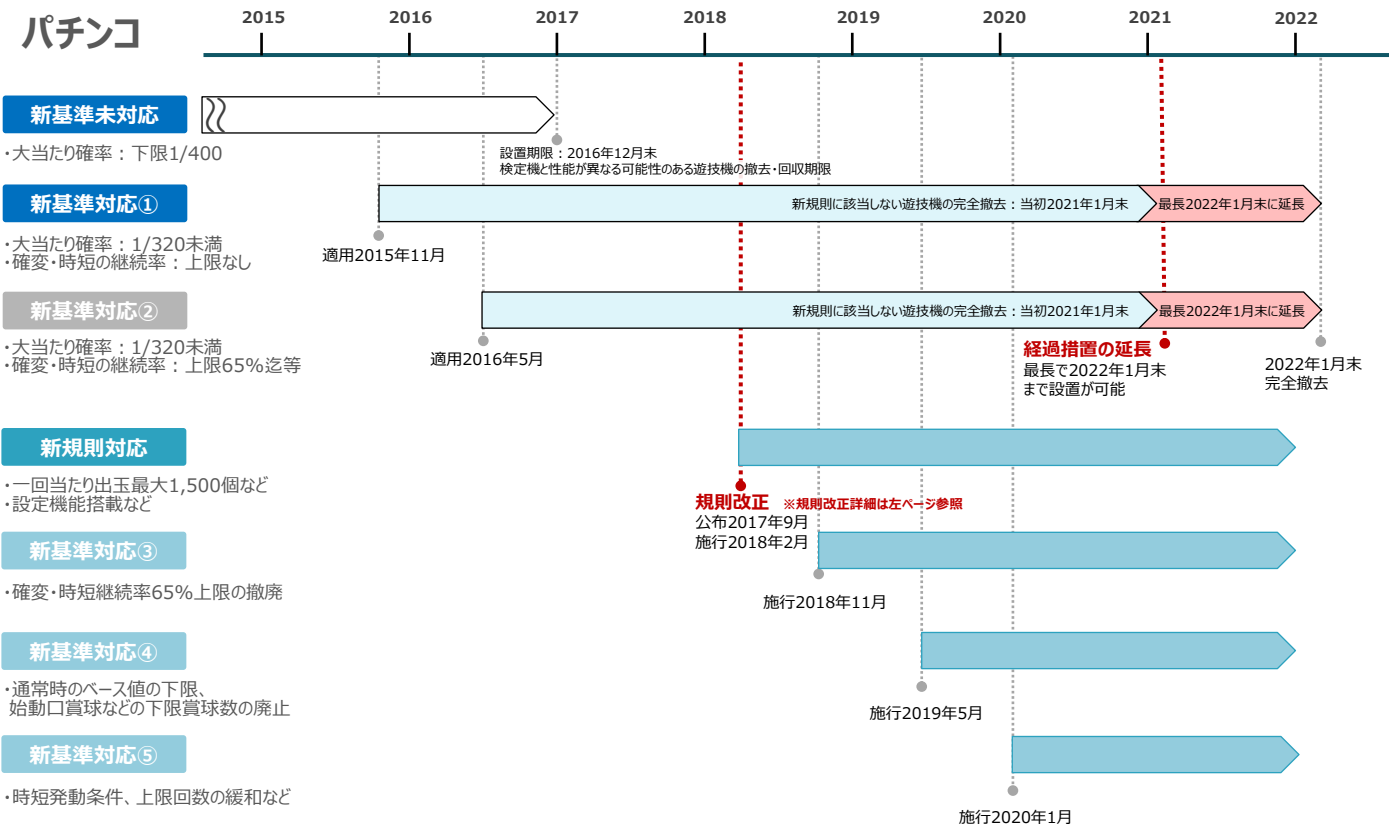 パチンコ
2015 2016 2017 2018 2019 2020 2021 2022
新基準未対応
・大当たり確率：下限1/400
設置期限：2016年12月末
検定機と性能が異なる可能性のある遊技機の撤去・回収期限
新基準対応①
新規則に該当しない遊技機の完全撤去：当初2021年1月末
最長2022年1月末に延長
・大当たり確率：1/320未満
・確変・時短の継続率：上限なし
適用2015年11月
新基準対応②
新規則に該当しない遊技機の完全撤去：当初2021年1月末
最長2022年1月末に延長
・大当たり確率：1/320未満
・確変・時短の継続率：上限65%迄等
適用2016年5月
経過措置の延長
最長で2022年1月末
まで設置が可能
2022年1月末
完全撤去
新規則対応
・一回当たり出玉最大1,500個など
・設定機能搭載など
規則改正 ※規則改正詳細は左ページ参照
公布2017年9月
施行2018年2月
新基準対応③
・確変・時短継続率65%上限の撤廃
施行2018年11月
新基準対応④
・通常時のベース値の下限、
始動口賞球などの下限賞球数の廃止
施行2019年5月
新基準対応⑤
・時短発動条件、上限回数の緩和など
施行2020年1月